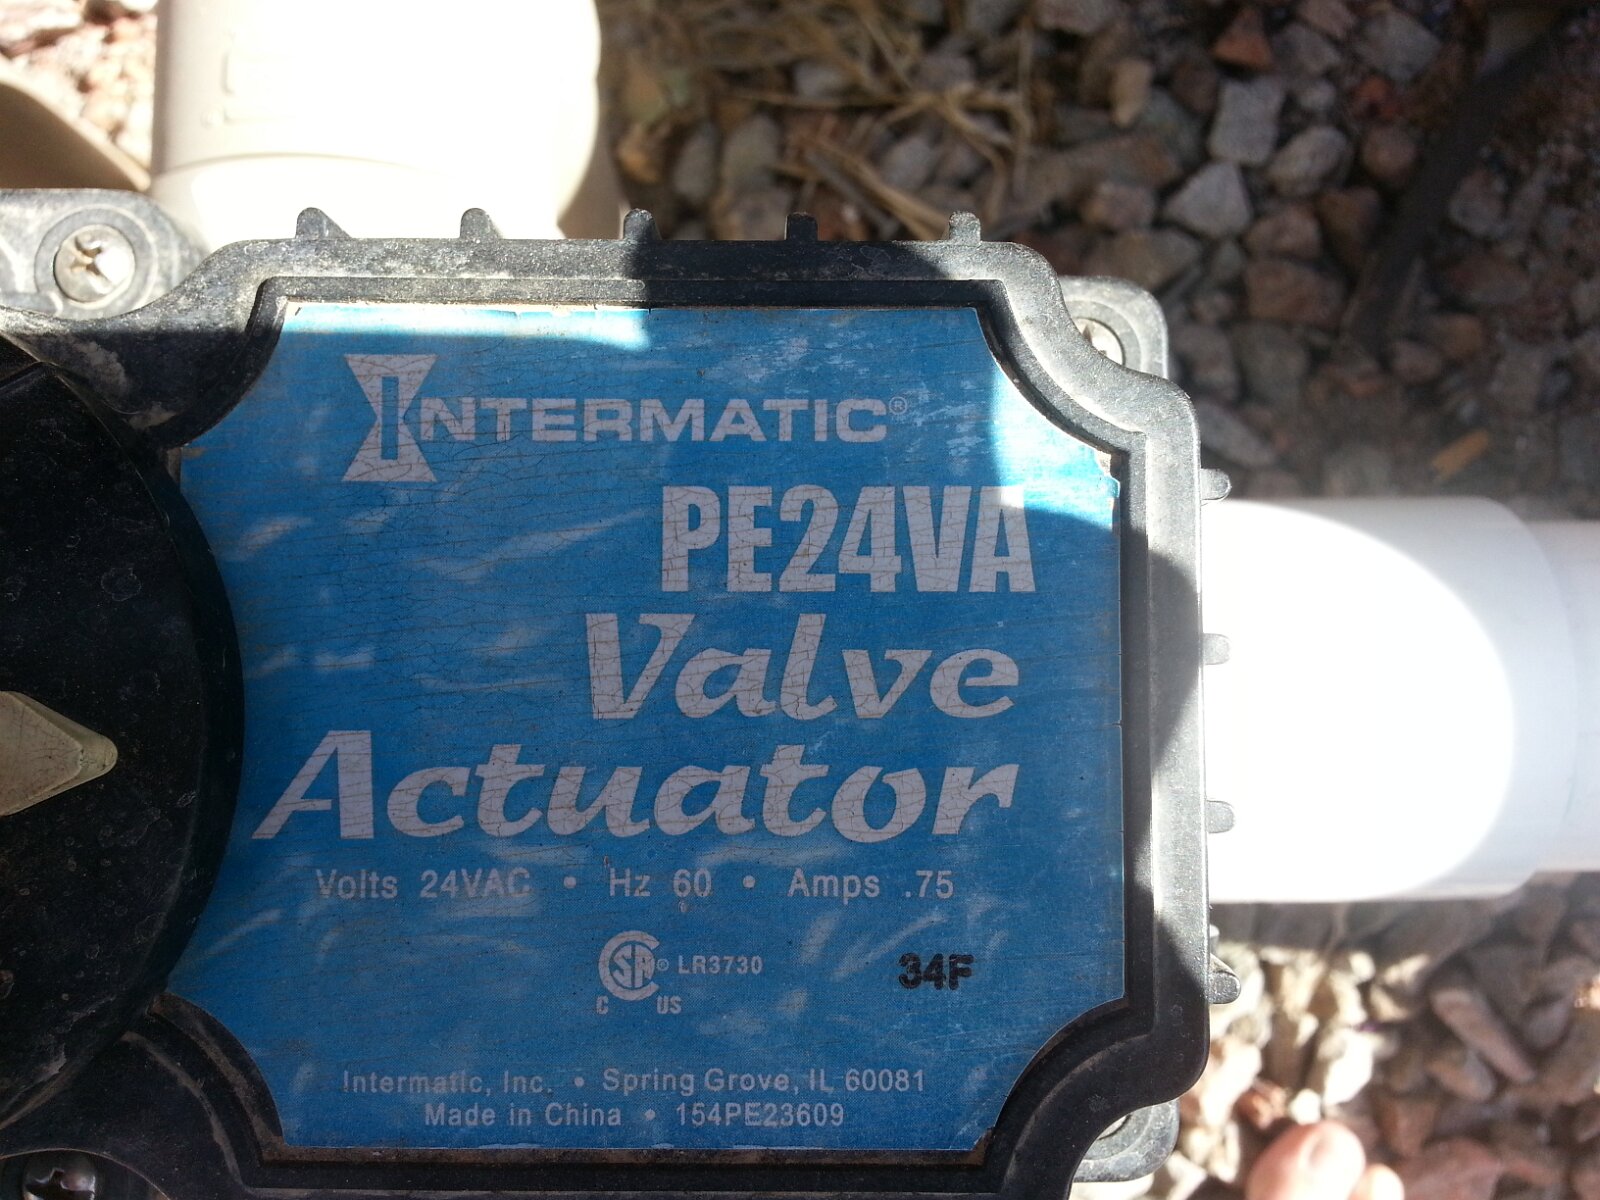 INTERMATIC®
PE24VA
Valve
Actuator
Volts 24VAC • Hz 60 • Amps .75
CSA® LR3730
C US
34F
Intermatic, Inc. • Spring Grove, IL 60081
Made in China • 154PE23609